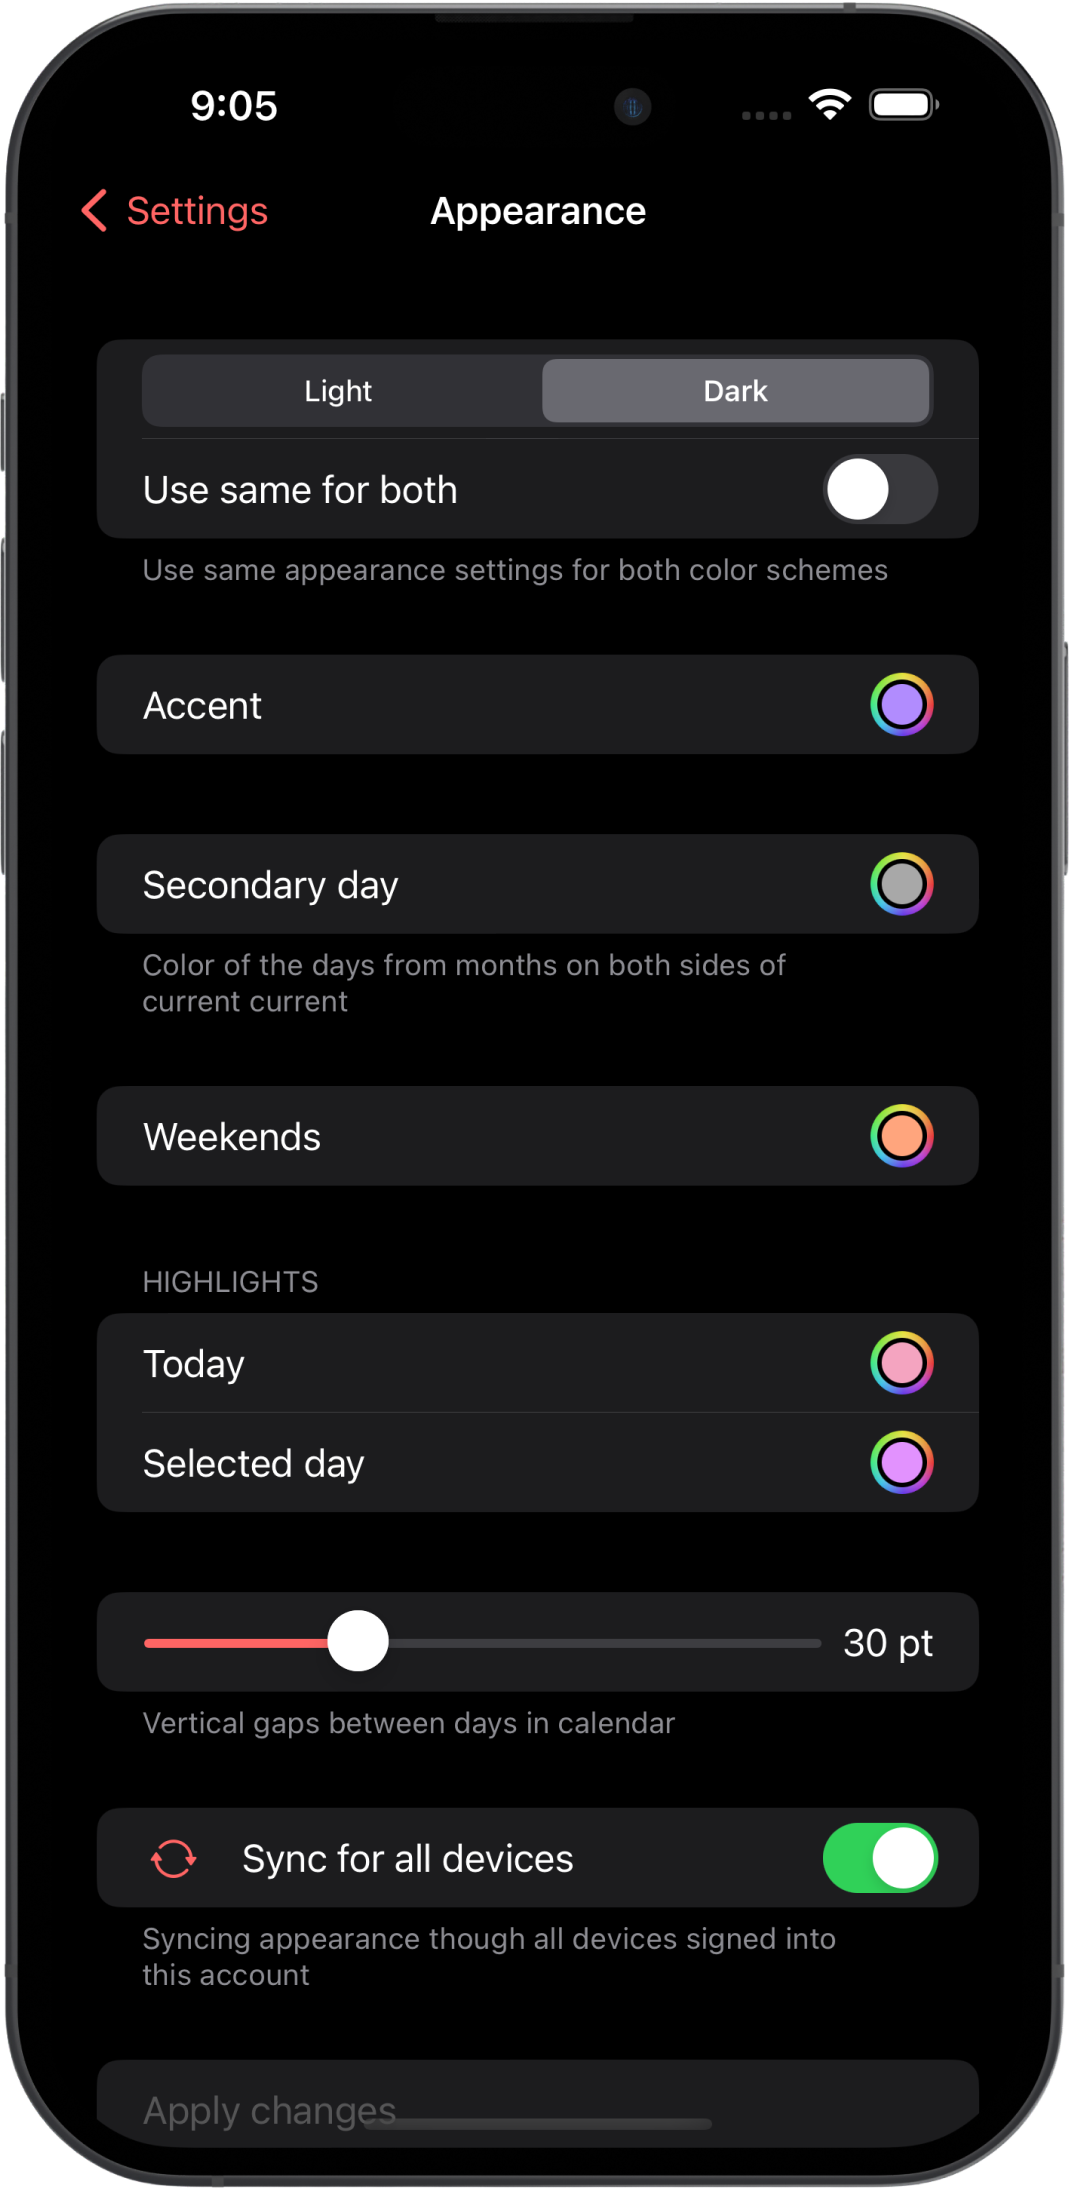 9:05
Settings
Appearance
Light
Dark
Use same for both
Use same appearance settings for both color schemes
Accent
Secondary day
Color of the days from months on both sides of
current current
Weekends
HIGHLIGHTS
Today
Selected day
30 pt
Vertical gaps between days in calendar
Sync for all devices
Syncing appearance though all devices signed into
this account
Apply changes